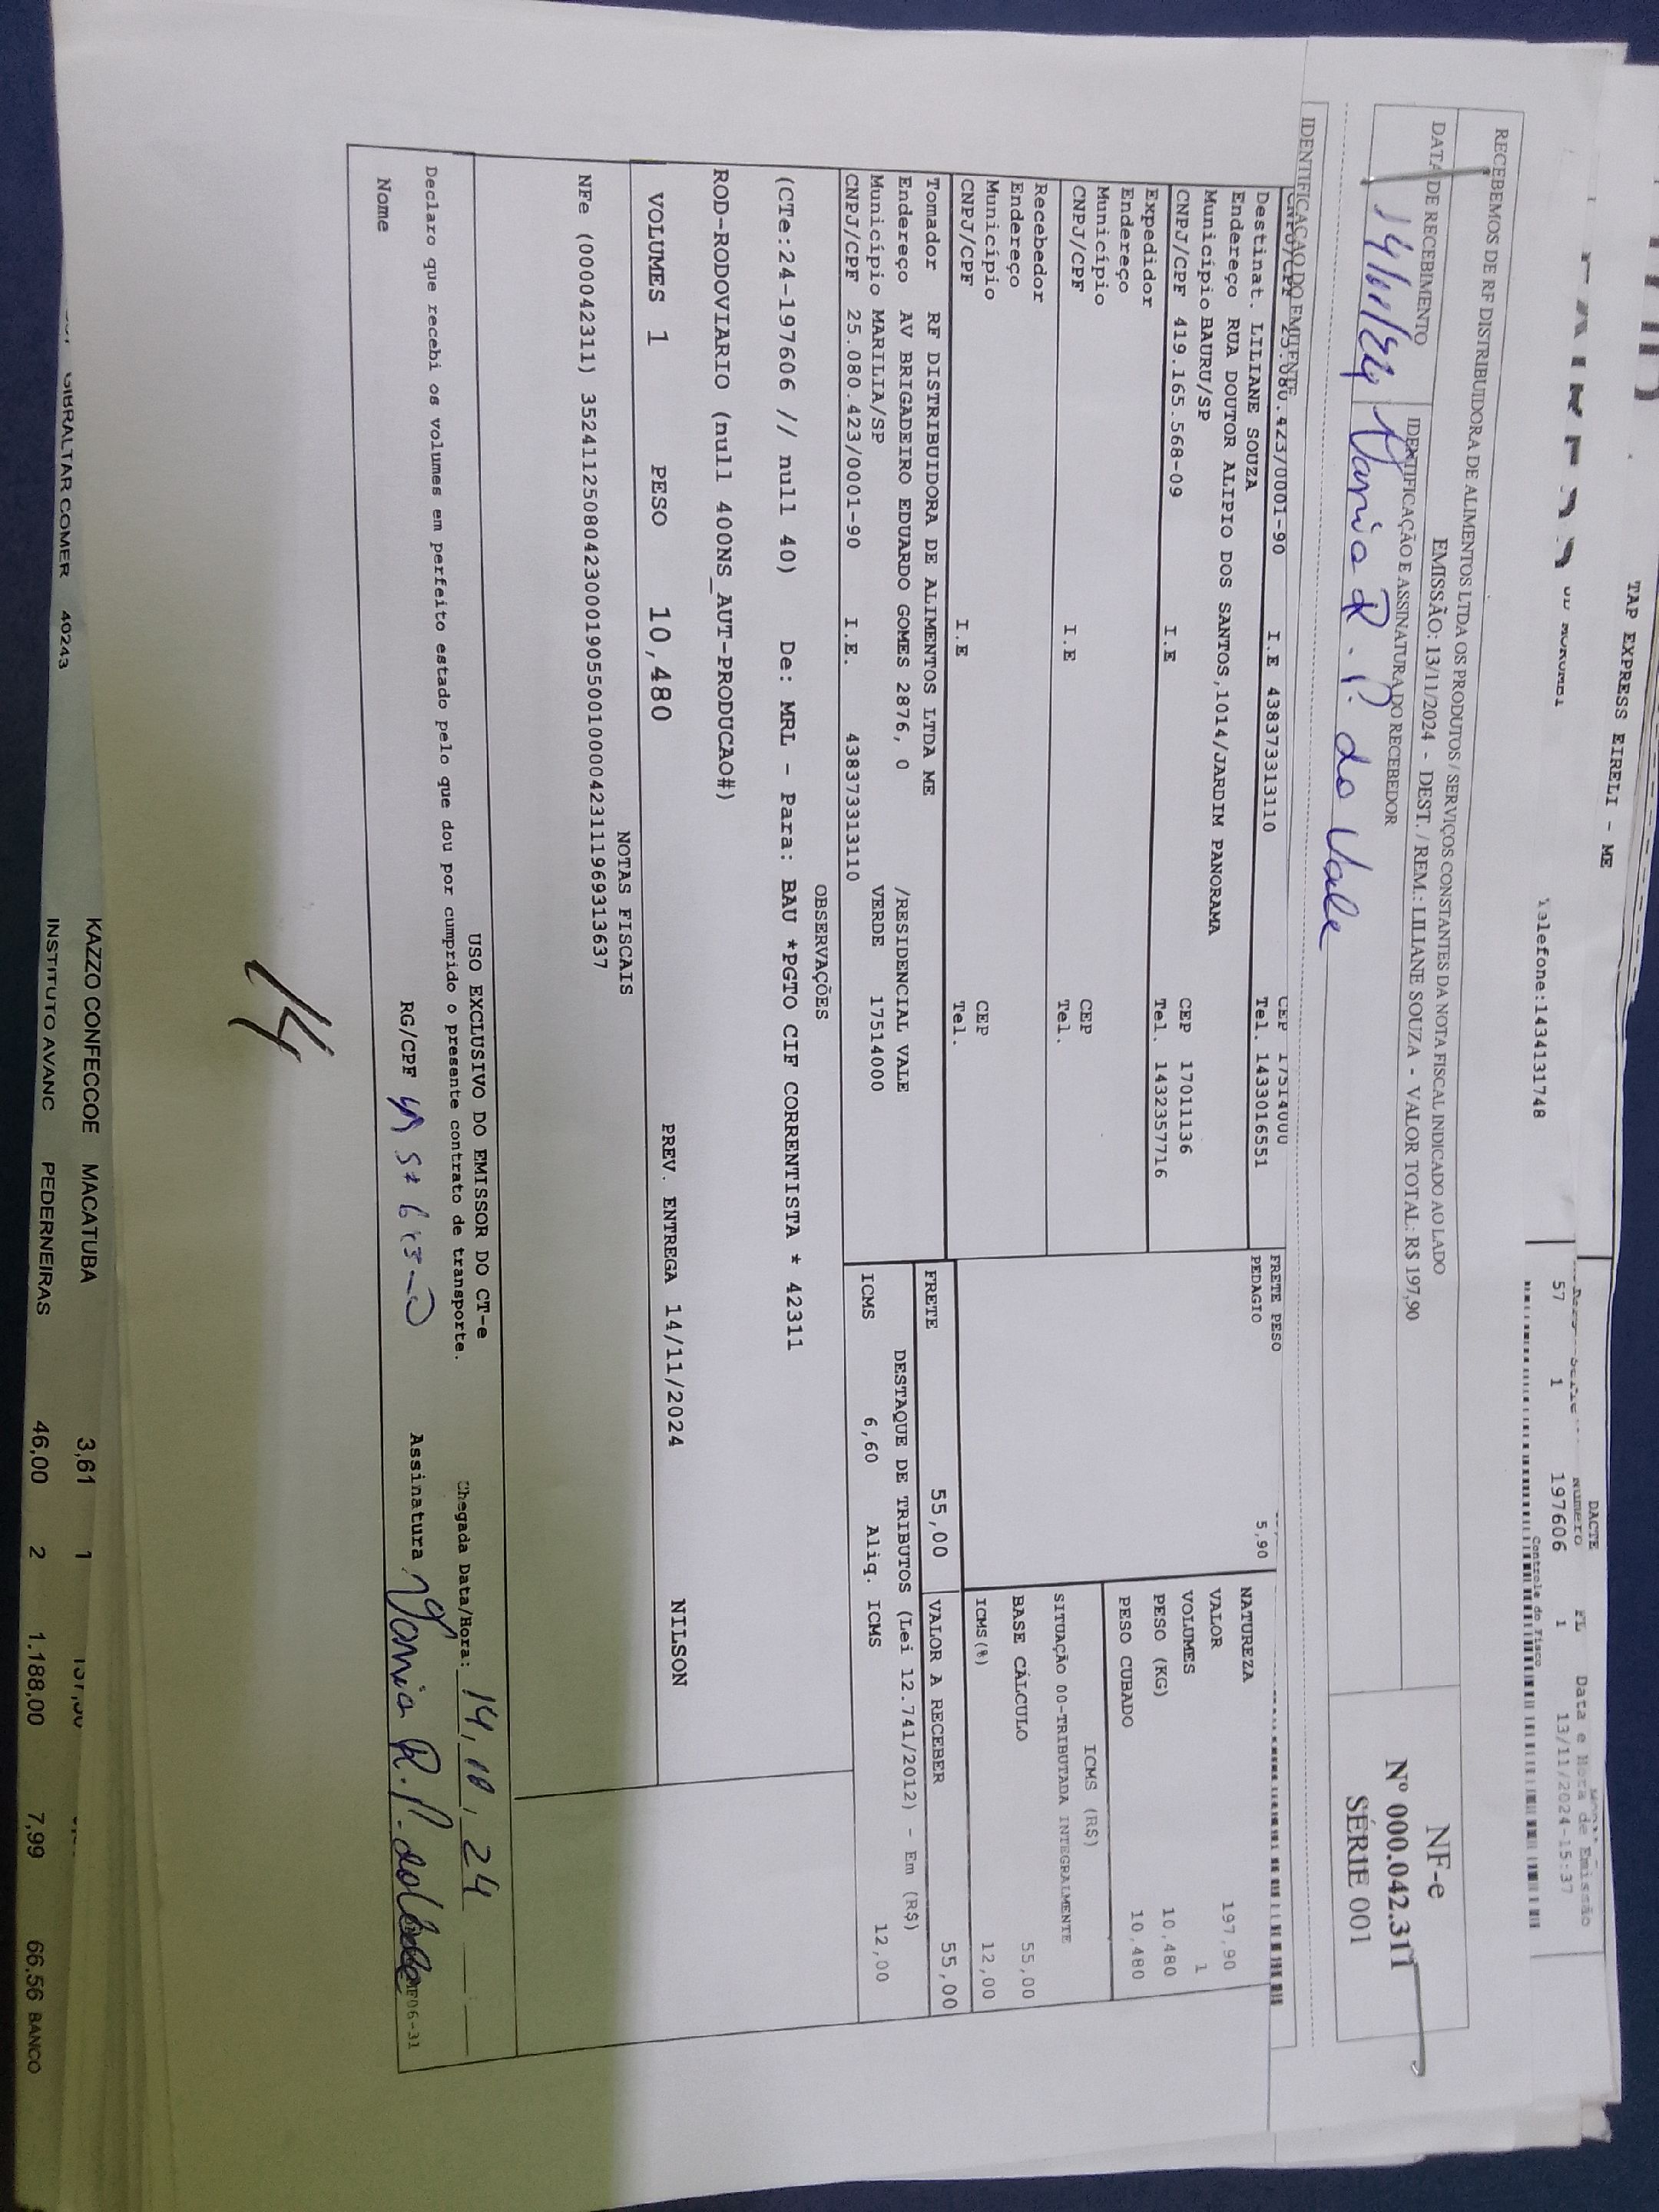 TAP EXPRESS EIRELI - ME
Telefone:1434131748
DACTE
Número FL Data e Hora de Emissão
57 1 197606 1 13/11/2024-15:37
Controle do Fisco
RECEBEMOS DE RF DISTRIBUIDORA DE ALIMENTOS LTDA OS PRODUTOS / SERVIÇOS CONSTANTES DA NOTA FISCAL INDICADO AO LADO
EMISSÃO: 13/11/2024 - DEST. / REM.: LILIANE SOUZA - VALOR TOTAL: R$ 197,90
DATA DE RECEBIMENTO
IDENTIFICAÇÃO E ASSINATURA DO RECEBEDOR
14/11/24 Vania R. P. do Vale
NF-e
Nº 000.042.311
SÉRIE 001
IDENTIFICAÇÃO DO EMITENTE
CNPJ/CPF 25.080.423/0001-90 I.E 438373313110 CEP 17514000
Destinat. LILIANE SOUZA Tel. 1433016551
Endereço RUA DOUTOR ALIPIO DOS SANTOS,1014/JARDIM PANORAMA
Município BAURU/SP CEP 17011136
CNPJ/CPF 419.165.568-09 I.E Tel. 1432357716
Expedidor
Endereço
Município CEP
CNPJ/CPF I.E Tel.
Recebedor
Endereço
Município CEP
CNPJ/CPF I.E Tel.
Tomador RF DISTRIBUIDORA DE ALIMENTOS LTDA ME
Endereço AV BRIGADEIRO EDUARDO GOMES 2876, 0 /RESIDENCIAL VALE
Município MARILIA/SP VERDE 17514000
CNPJ/CPF 25.080.423/0001-90 I.E. 438373313110
FRETE PESO
PEDAGIO 5,90
NATUREZA
VALOR 197,90
VOLUMES 1
PESO (KG) 10,480
PESO CUBADO 10,480
ICMS (R$)
SITUAÇÃO 00-TRIBUTADA INTEGRALMENTE
BASE CÁLCULO 55,00
ICMS(%) 12,00
FRETE 55,00 VALOR A RECEBER 55,00
DESTAQUE DE TRIBUTOS (Lei 12.741/2012) - Em (R$)
ICMS 6,60 Aliq. ICMS 12,00
OBSERVAÇÕES
(CTe:24-197606 // null 40) De: MRL - Para: BAU *PGTO CIF CORRENTISTA * 42311
ROD-RODOVIARIO (null 400NS_AUT-PRODUCAO#)
VOLUMES 1 PESO 10,480 PREV. ENTREGA 14/11/2024 NILSON
NOTAS FISCAIS
NFe (000042311) 35241125080423000190550010000423111969313637
USO EXCLUSIVO DO EMISSOR DO CT-e
Declaro que recebi os volumes em perfeito estado pelo que dou por cumprido o presente contrato de transporte.
Chegada Data/Hora: 14, 10, 24
Nome RG/CPF Assinatura Vania R. P. do Vale
14
KAZZO CONFECCOE MACATUBA 3,61 1
GIBRALTAR COMER 40243 INSTITUTO AVANC PEDERNEIRAS 46,00 2 1.188,00 7,99 66,56 BANCO